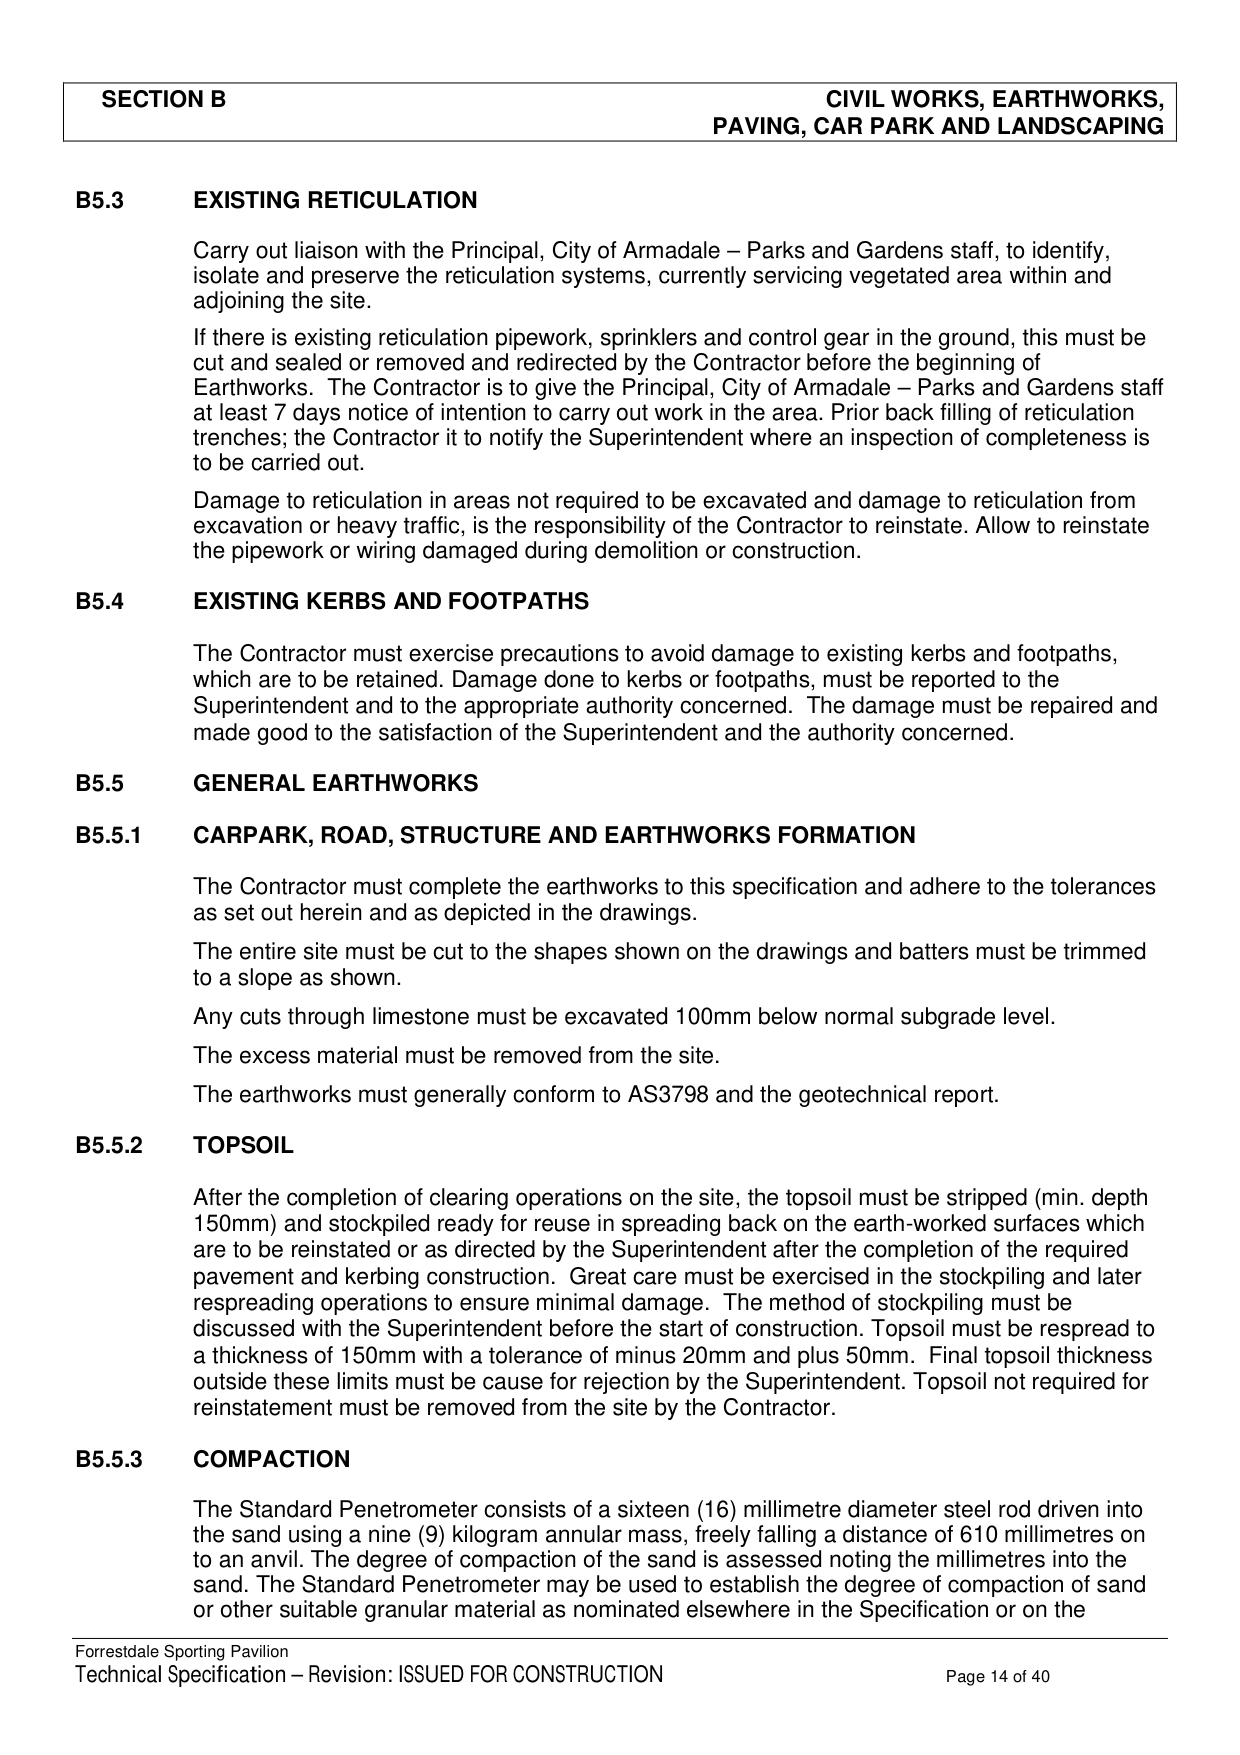 SECTION B CIVIL WORKS, EARTHWORKS,
PAVING, CAR PARK AND LANDSCAPING
B5.3 EXISTING RETICULATION
Carry out liaison with the Principal, City of Armadale – Parks and Gardens staff, to identify,
isolate and preserve the reticulation systems, currently servicing vegetated area within and
adjoining the site.
If there is existing reticulation pipework, sprinklers and control gear in the ground, this must be
cut and sealed or removed and redirected by the Contractor before the beginning of
Earthworks.  The Contractor is to give the Principal, City of Armadale – Parks and Gardens staff
at least 7 days notice of intention to carry out work in the area. Prior back filling of reticulation
trenches; the Contractor it to notify the Superintendent where an inspection of completeness is
to be carried out.
Damage to reticulation in areas not required to be excavated and damage to reticulation from
excavation or heavy traffic, is the responsibility of the Contractor to reinstate. Allow to reinstate
the pipework or wiring damaged during demolition or construction.
B5.4 EXISTING KERBS AND FOOTPATHS
The Contractor must exercise precautions to avoid damage to existing kerbs and footpaths,
which are to be retained. Damage done to kerbs or footpaths, must be reported to the
Superintendent and to the appropriate authority concerned.  The damage must be repaired and
made good to the satisfaction of the Superintendent and the authority concerned.
B5.5 GENERAL EARTHWORKS
B5.5.1 CARPARK, ROAD, STRUCTURE AND EARTHWORKS FORMATION
The Contractor must complete the earthworks to this specification and adhere to the tolerances
as set out herein and as depicted in the drawings.
The entire site must be cut to the shapes shown on the drawings and batters must be trimmed
to a slope as shown.
Any cuts through limestone must be excavated 100mm below normal subgrade level.
The excess material must be removed from the site.
The earthworks must generally conform to AS3798 and the geotechnical report.
B5.5.2 TOPSOIL
After the completion of clearing operations on the site, the topsoil must be stripped (min. depth
150mm) and stockpiled ready for reuse in spreading back on the earth-worked surfaces which
are to be reinstated or as directed by the Superintendent after the completion of the required
pavement and kerbing construction.  Great care must be exercised in the stockpiling and later
respreading operations to ensure minimal damage.  The method of stockpiling must be
discussed with the Superintendent before the start of construction. Topsoil must be respread to
a thickness of 150mm with a tolerance of minus 20mm and plus 50mm.  Final topsoil thickness
outside these limits must be cause for rejection by the Superintendent. Topsoil not required for
reinstatement must be removed from the site by the Contractor.
B5.5.3 COMPACTION
The Standard Penetrometer consists of a sixteen (16) millimetre diameter steel rod driven into
the sand using a nine (9) kilogram annular mass, freely falling a distance of 610 millimetres on
to an anvil. The degree of compaction of the sand is assessed noting the millimetres into the
sand. The Standard Penetrometer may be used to establish the degree of compaction of sand
or other suitable granular material as nominated elsewhere in the Specification or on the
Forrestdale Sporting Pavilion
Technical Specification – Revision: ISSUED FOR CONSTRUCTION Page 14 of 40